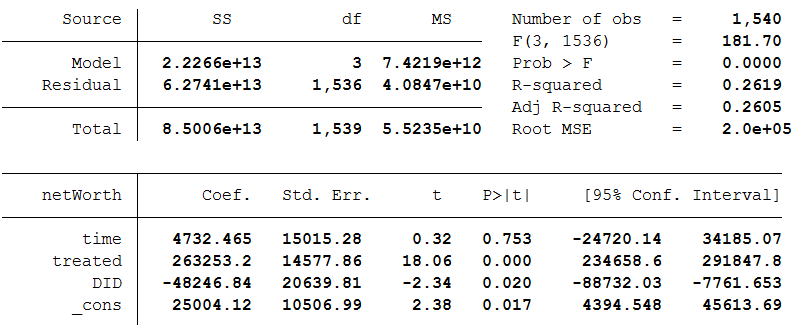 Source SS df MS Number of obs = 1,540
F(3, 1536) = 181.70
Model 2.2266e+13 3 7.4219e+12 Prob > F = 0.0000
Residual 6.2741e+13 1,536 4.0847e+10 R-squared = 0.2619
Adj R-squared = 0.2605
Total 8.5006e+13 1,539 5.5235e+10 Root MSE = 2.0e+05
netWorth Coef. Std. Err. t P>|t| [95% Conf. Interval]
time 4732.465 15015.28 0.32 0.753 -24720.14 34185.07
treated 263253.2 14577.86 18.06 0.000 234658.6 291847.8
DID -48246.84 20639.81 -2.34 0.020 -88732.03 -7761.653
_cons 25004.12 10506.99 2.38 0.017 4394.548 45613.69